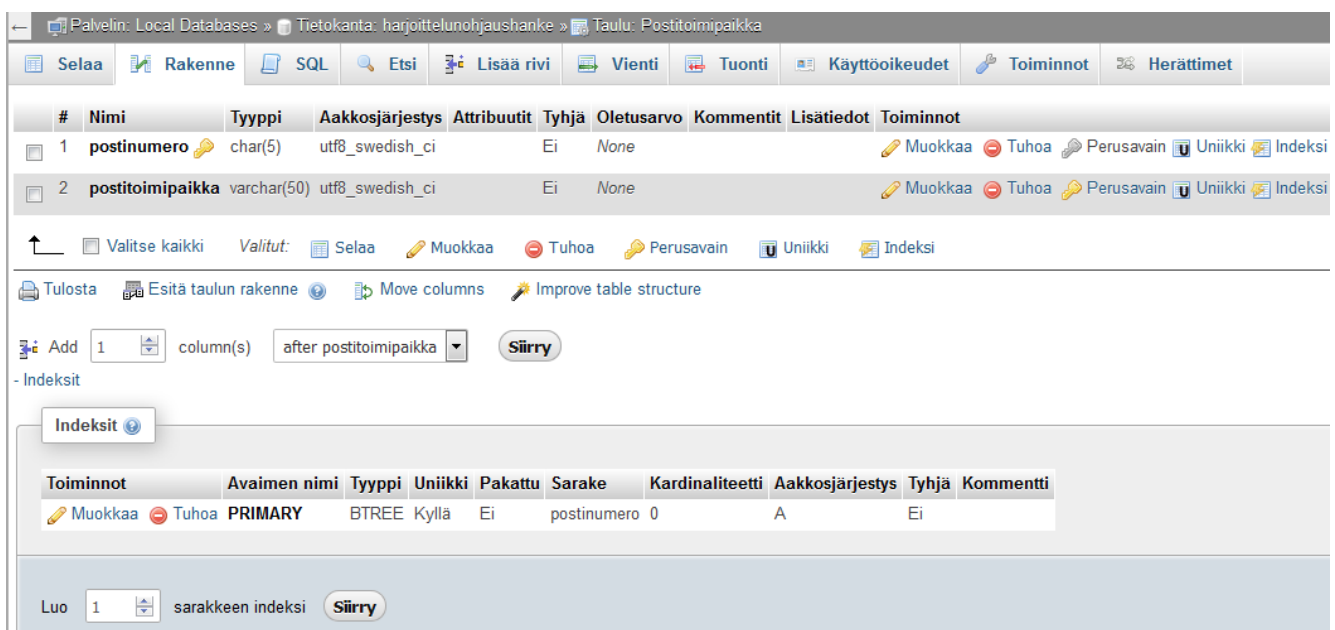 ← Palvelin: Local Databases » Tietokanta: harjoittelunohjaushanke » Taulu: Postitoimipaikka
Selaa Rakenne SQL Etsi Lisää rivi Vienti Tuonti Käyttöoikeudet Toiminnot Herättimet
# Nimi Tyyppi Aakkosjärjestys Attribuutit Tyhjä Oletusarvo Kommentit Lisätiedot Toiminnot
1 postinumero char(5) utf8_swedish_ci Ei None Muokkaa Tuhoa Perusavain Uniikki Indeksi
2 postitoimipaikka varchar(50) utf8_swedish_ci Ei None Muokkaa Tuhoa Perusavain Uniikki Indeksi
Valitse kaikki Valitut: Selaa Muokkaa Tuhoa Perusavain Uniikki Indeksi
Tulosta Esitä taulun rakenne Move columns Improve table structure
Add 1 column(s) after postitoimipaikka Siirry
- Indeksit
Indeksit
Toiminnot Avaimen nimi Tyyppi Uniikki Pakattu Sarake Kardinaliteetti Aakkosjärjestys Tyhjä Kommentti
Muokkaa Tuhoa PRIMARY BTREE Kyllä Ei postinumero 0 A Ei
Luo 1 sarakkeen indeksi Siirry